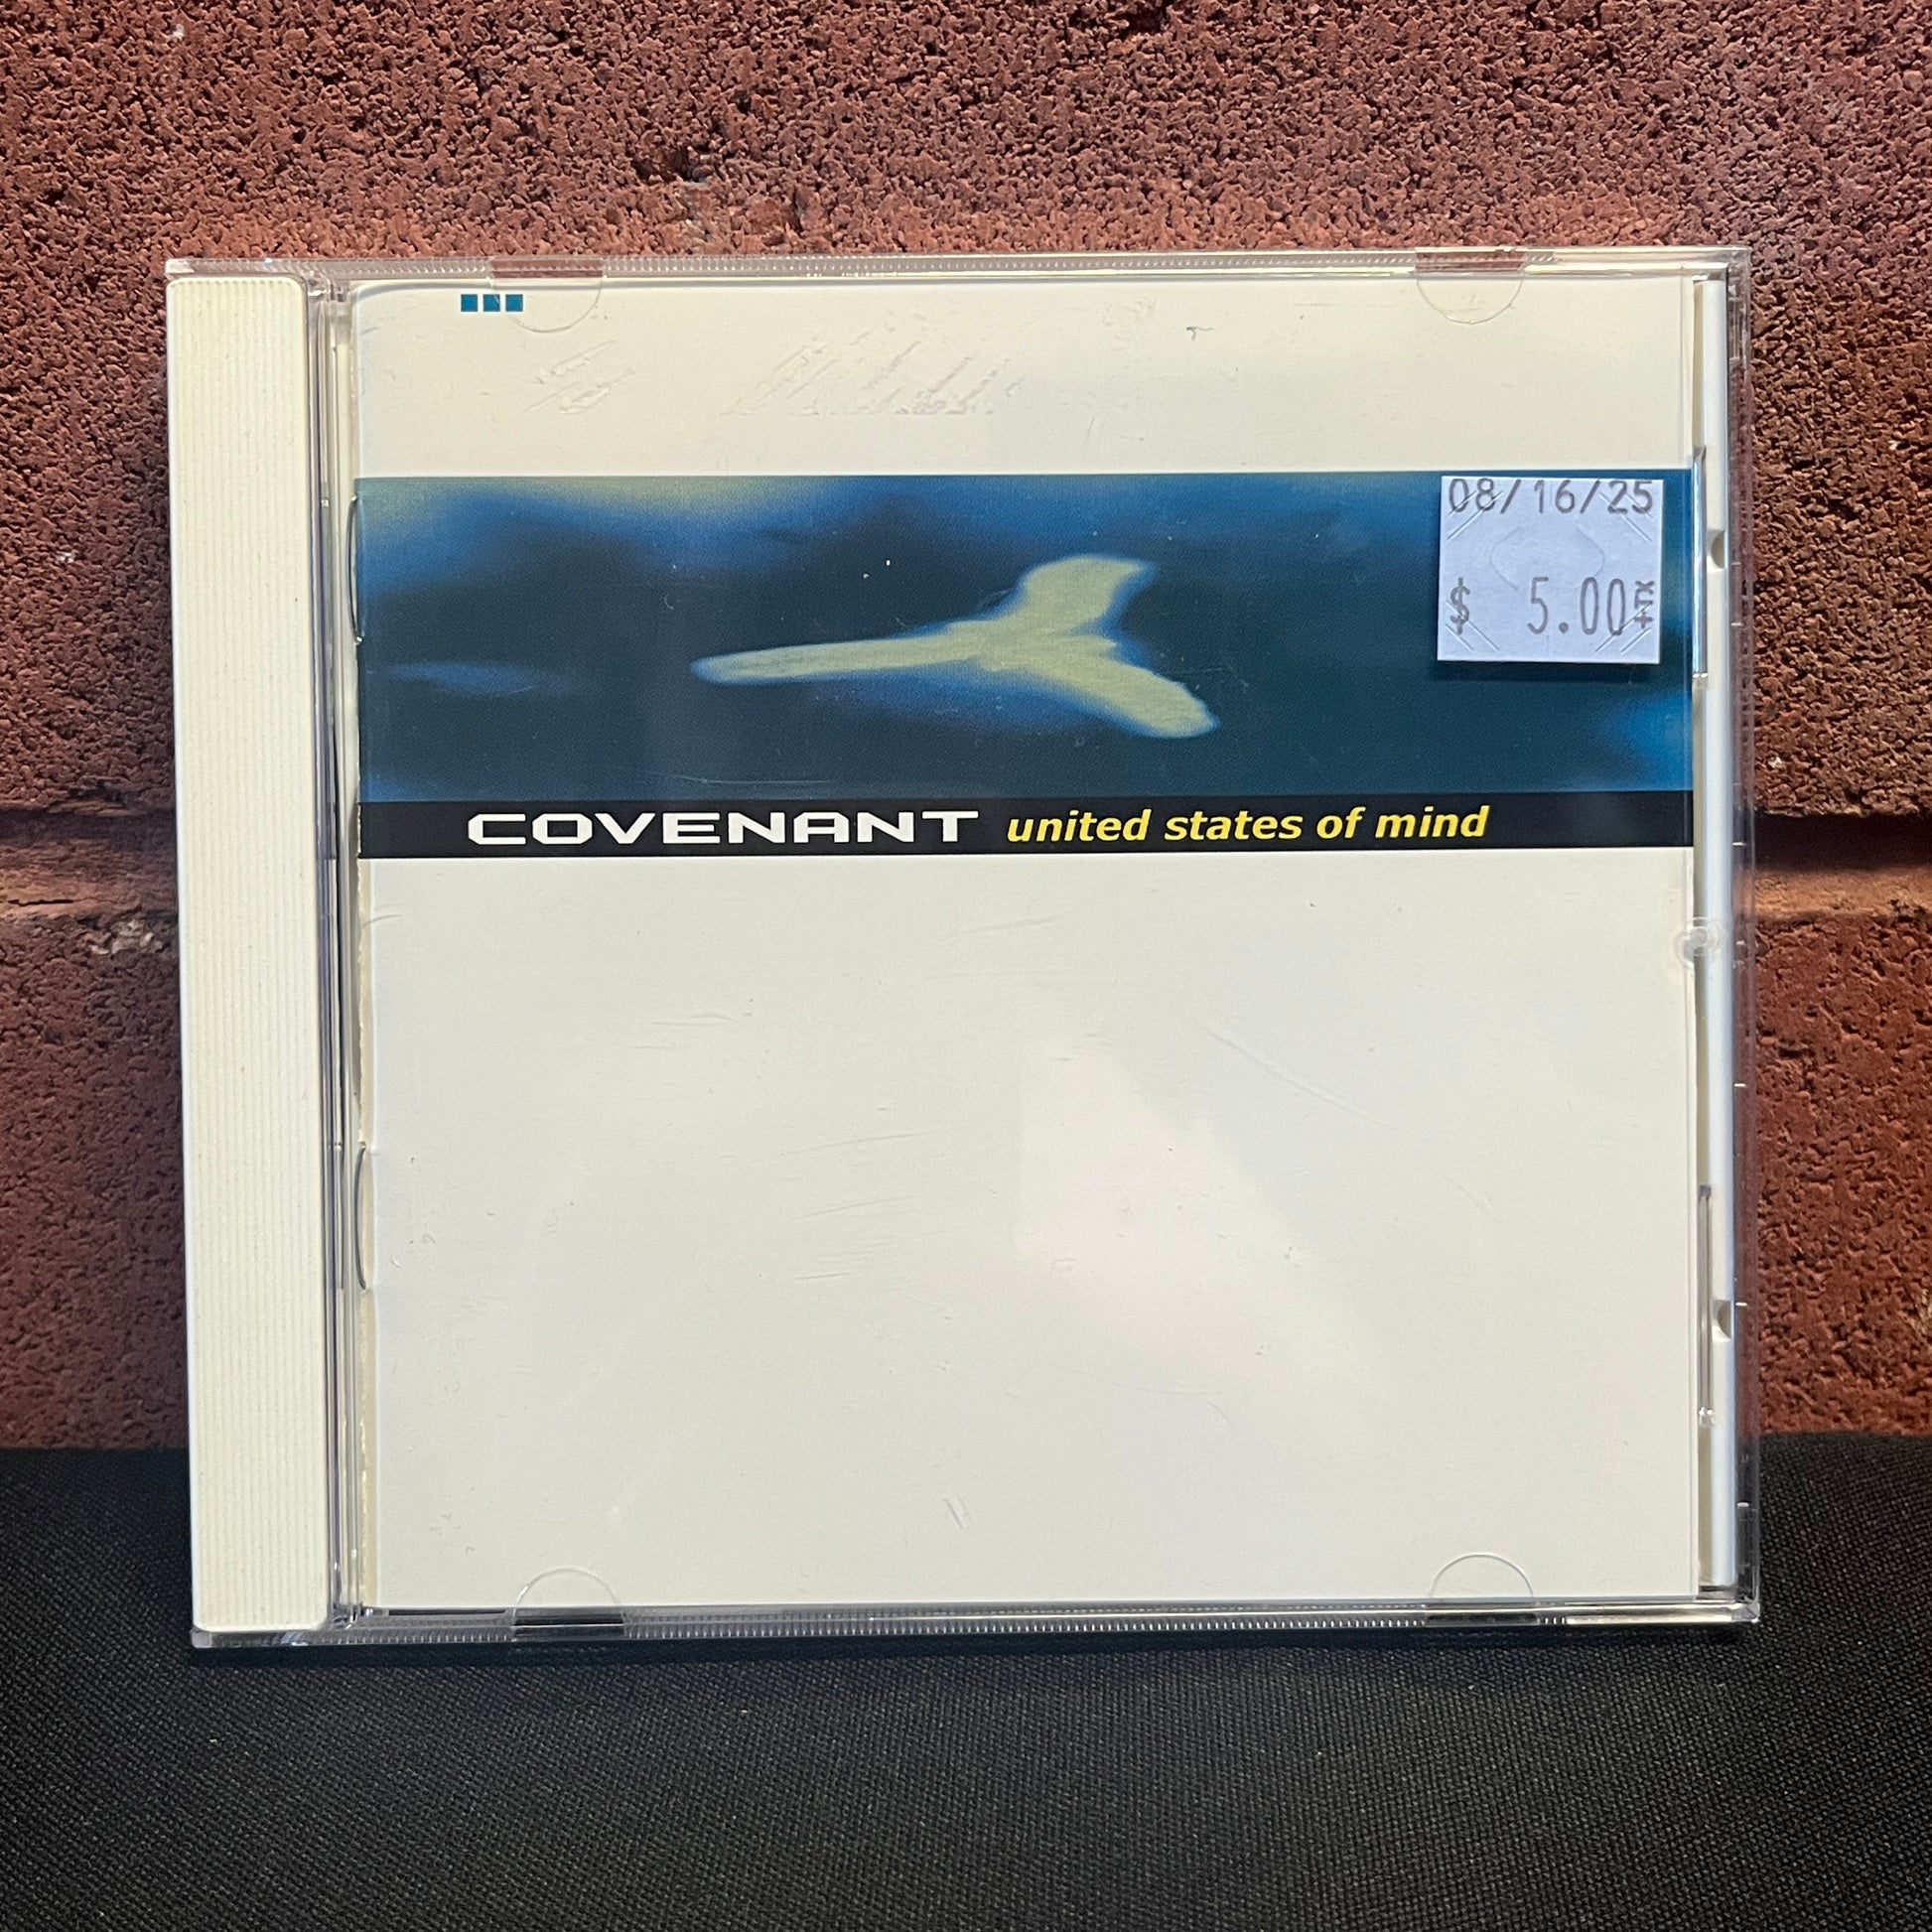 08/16/25
$ 5.00
COVENANT united states of mind